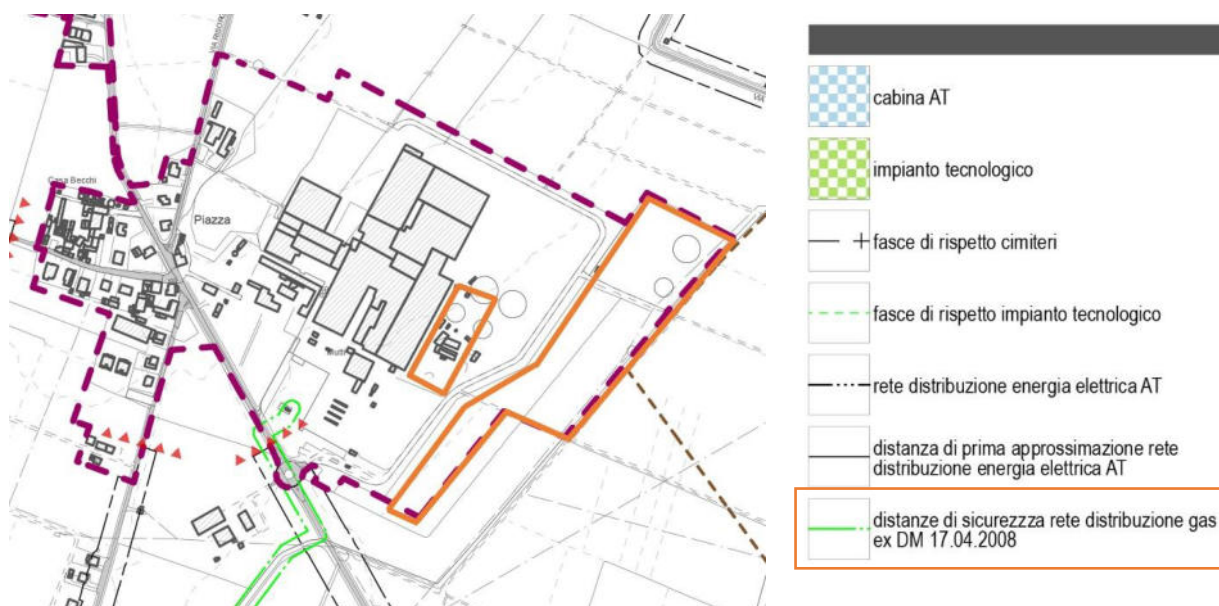 VIA
Casa Becchi
Piazza
Mutti
cabina AT
impianto tecnologico
fasce di rispetto cimiteri
fasce di rispetto impianto tecnologico
rete distribuzione energia elettrica AT
distanza di prima approssimazione rete
distribuzione energia elettrica AT
distanze di sicurezzza rete distribuzione gas
ex DM 17.04.2008